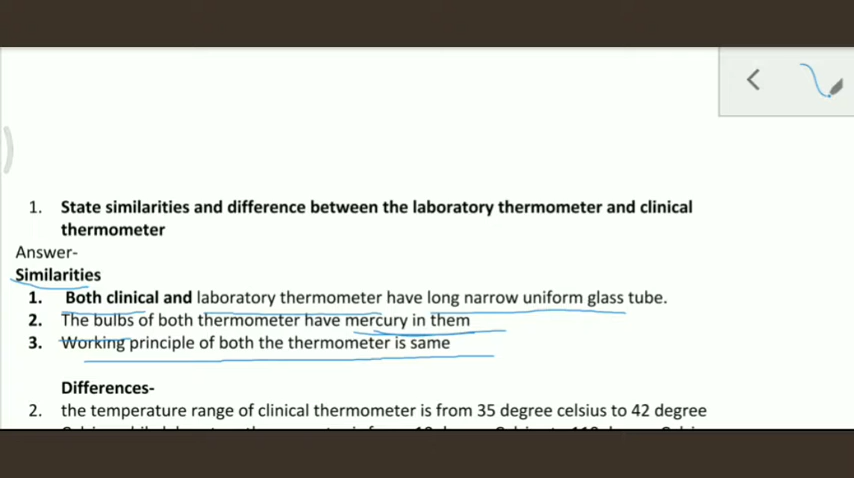 1. State similarities and difference between the laboratory thermometer and clinical
thermometer
Answer-
Similarities
1. Both clinical and laboratory thermometer have long narrow uniform glass tube.
2. The bulbs of both thermometer have mercury in them
3. Working principle of both the thermometer is same
Differences-
2. the temperature range of clinical thermometer is from 35 degree celsius to 42 degree